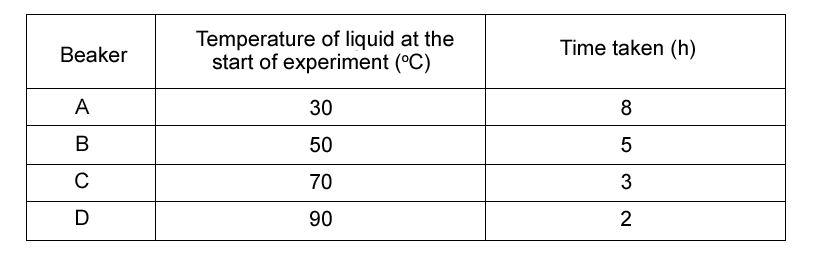 Beaker
Temperature of liquid at the
start of experiment (ºC)
Time taken (h)
A 30 8
B 50 5
C 70 3
D 90 2